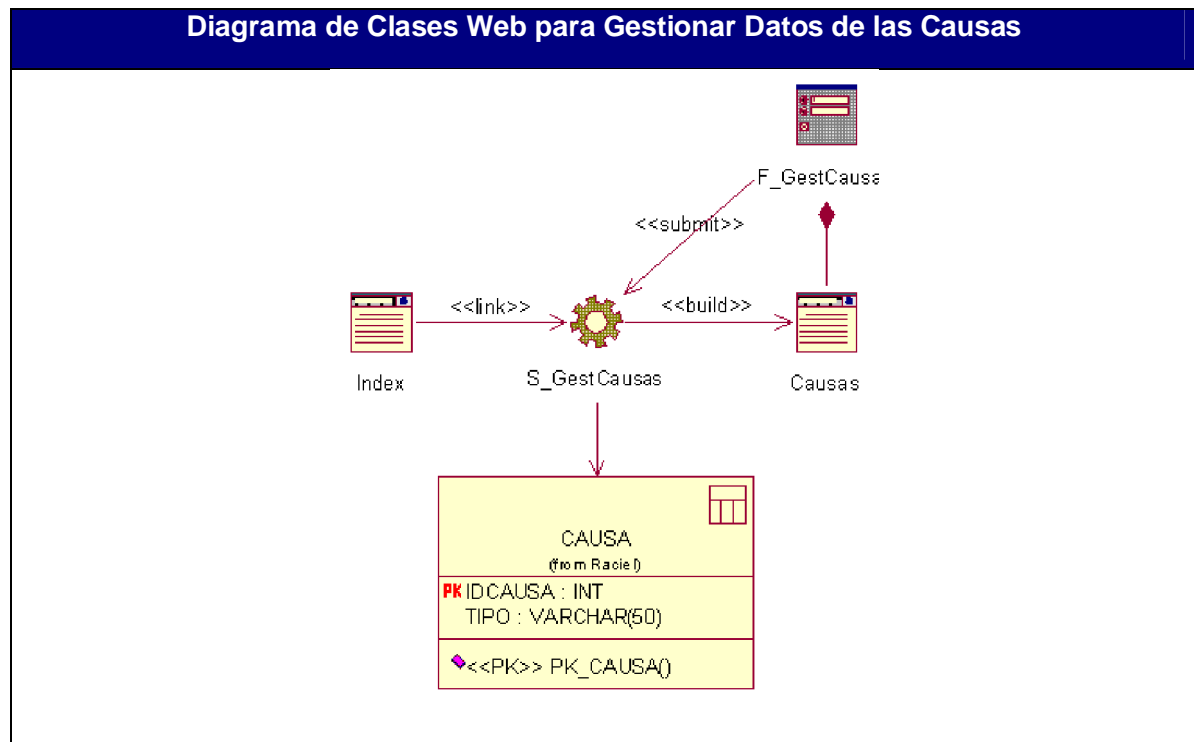 Diagrama de Clases Web para Gestionar Datos de las Causas
F_GestCausa
<<submit>>
<<link>>
<<build>>
Index
S_GestCausas
Causas
CAUSA
(from Raciel)
PK IDCAUSA : INT
TIPO : VARCHAR(50)
<<PK>> PK_CAUSA()